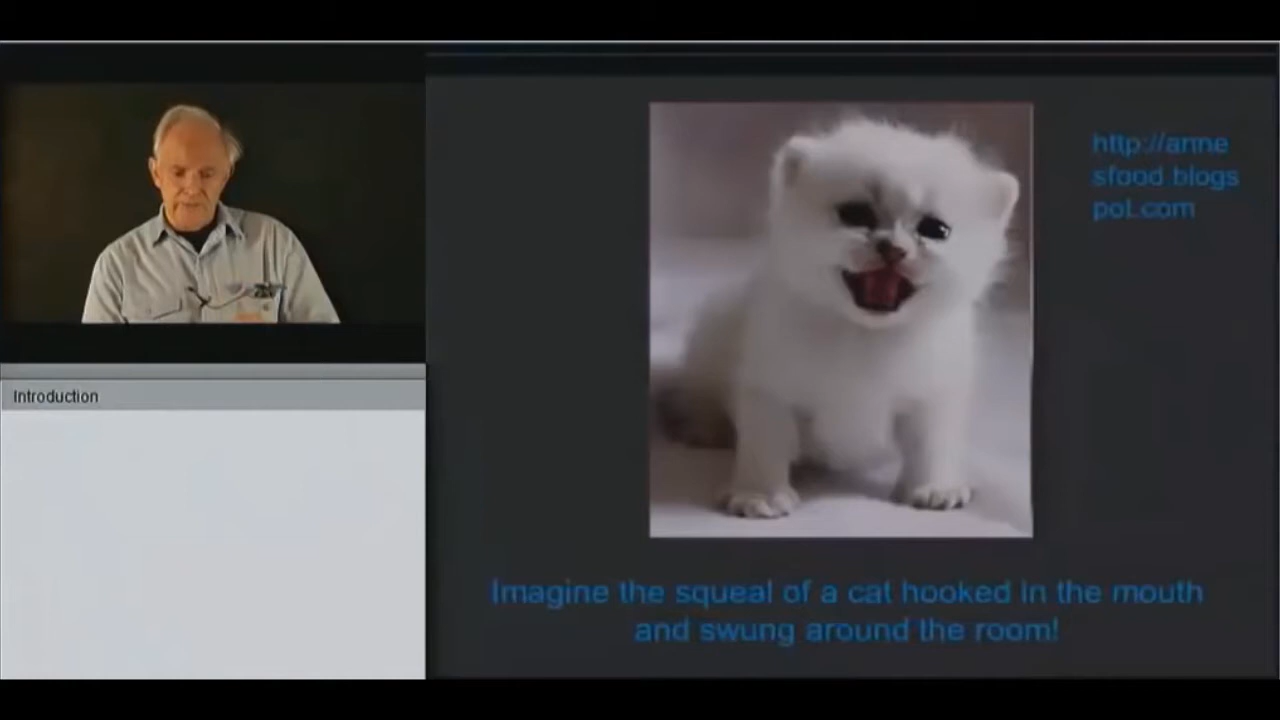 Introduction
http://anne
sfood.blogs
pot.com
Imagine the squeal of a cat hooked in the mouth
and swung around the room!